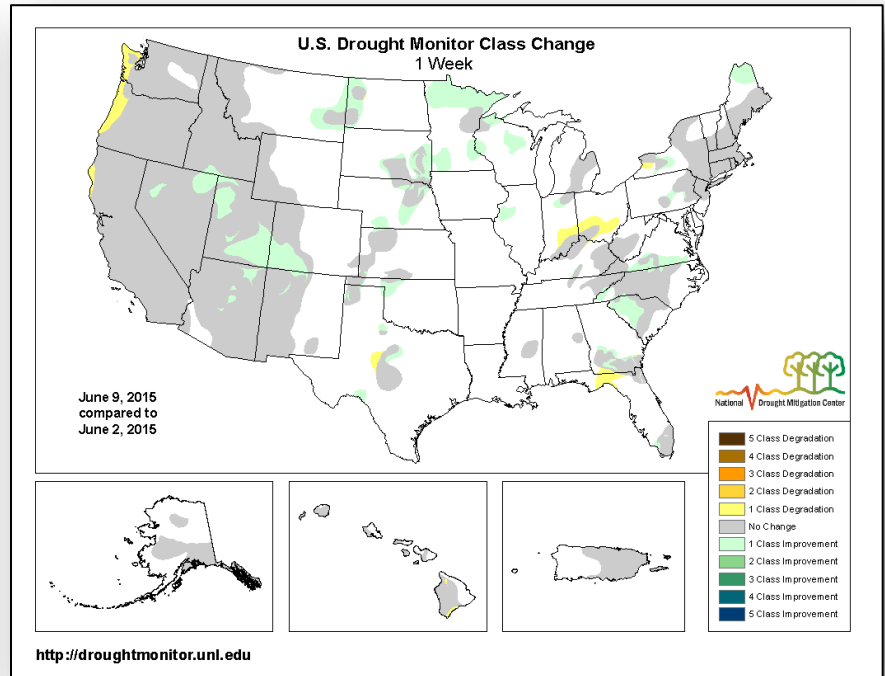 U.S. Drought Monitor Class Change
1 Week
June 9, 2015
compared to
June 2, 2015
National Drought Mitigation Center
5 Class Degradation
4 Class Degradation
3 Class Degradation
2 Class Degradation
1 Class Degradation
No Change
1 Class Improvement
2 Class Improvement
3 Class Improvement
4 Class Improvement
5 Class Improvement
http://droughtmonitor.unl.edu